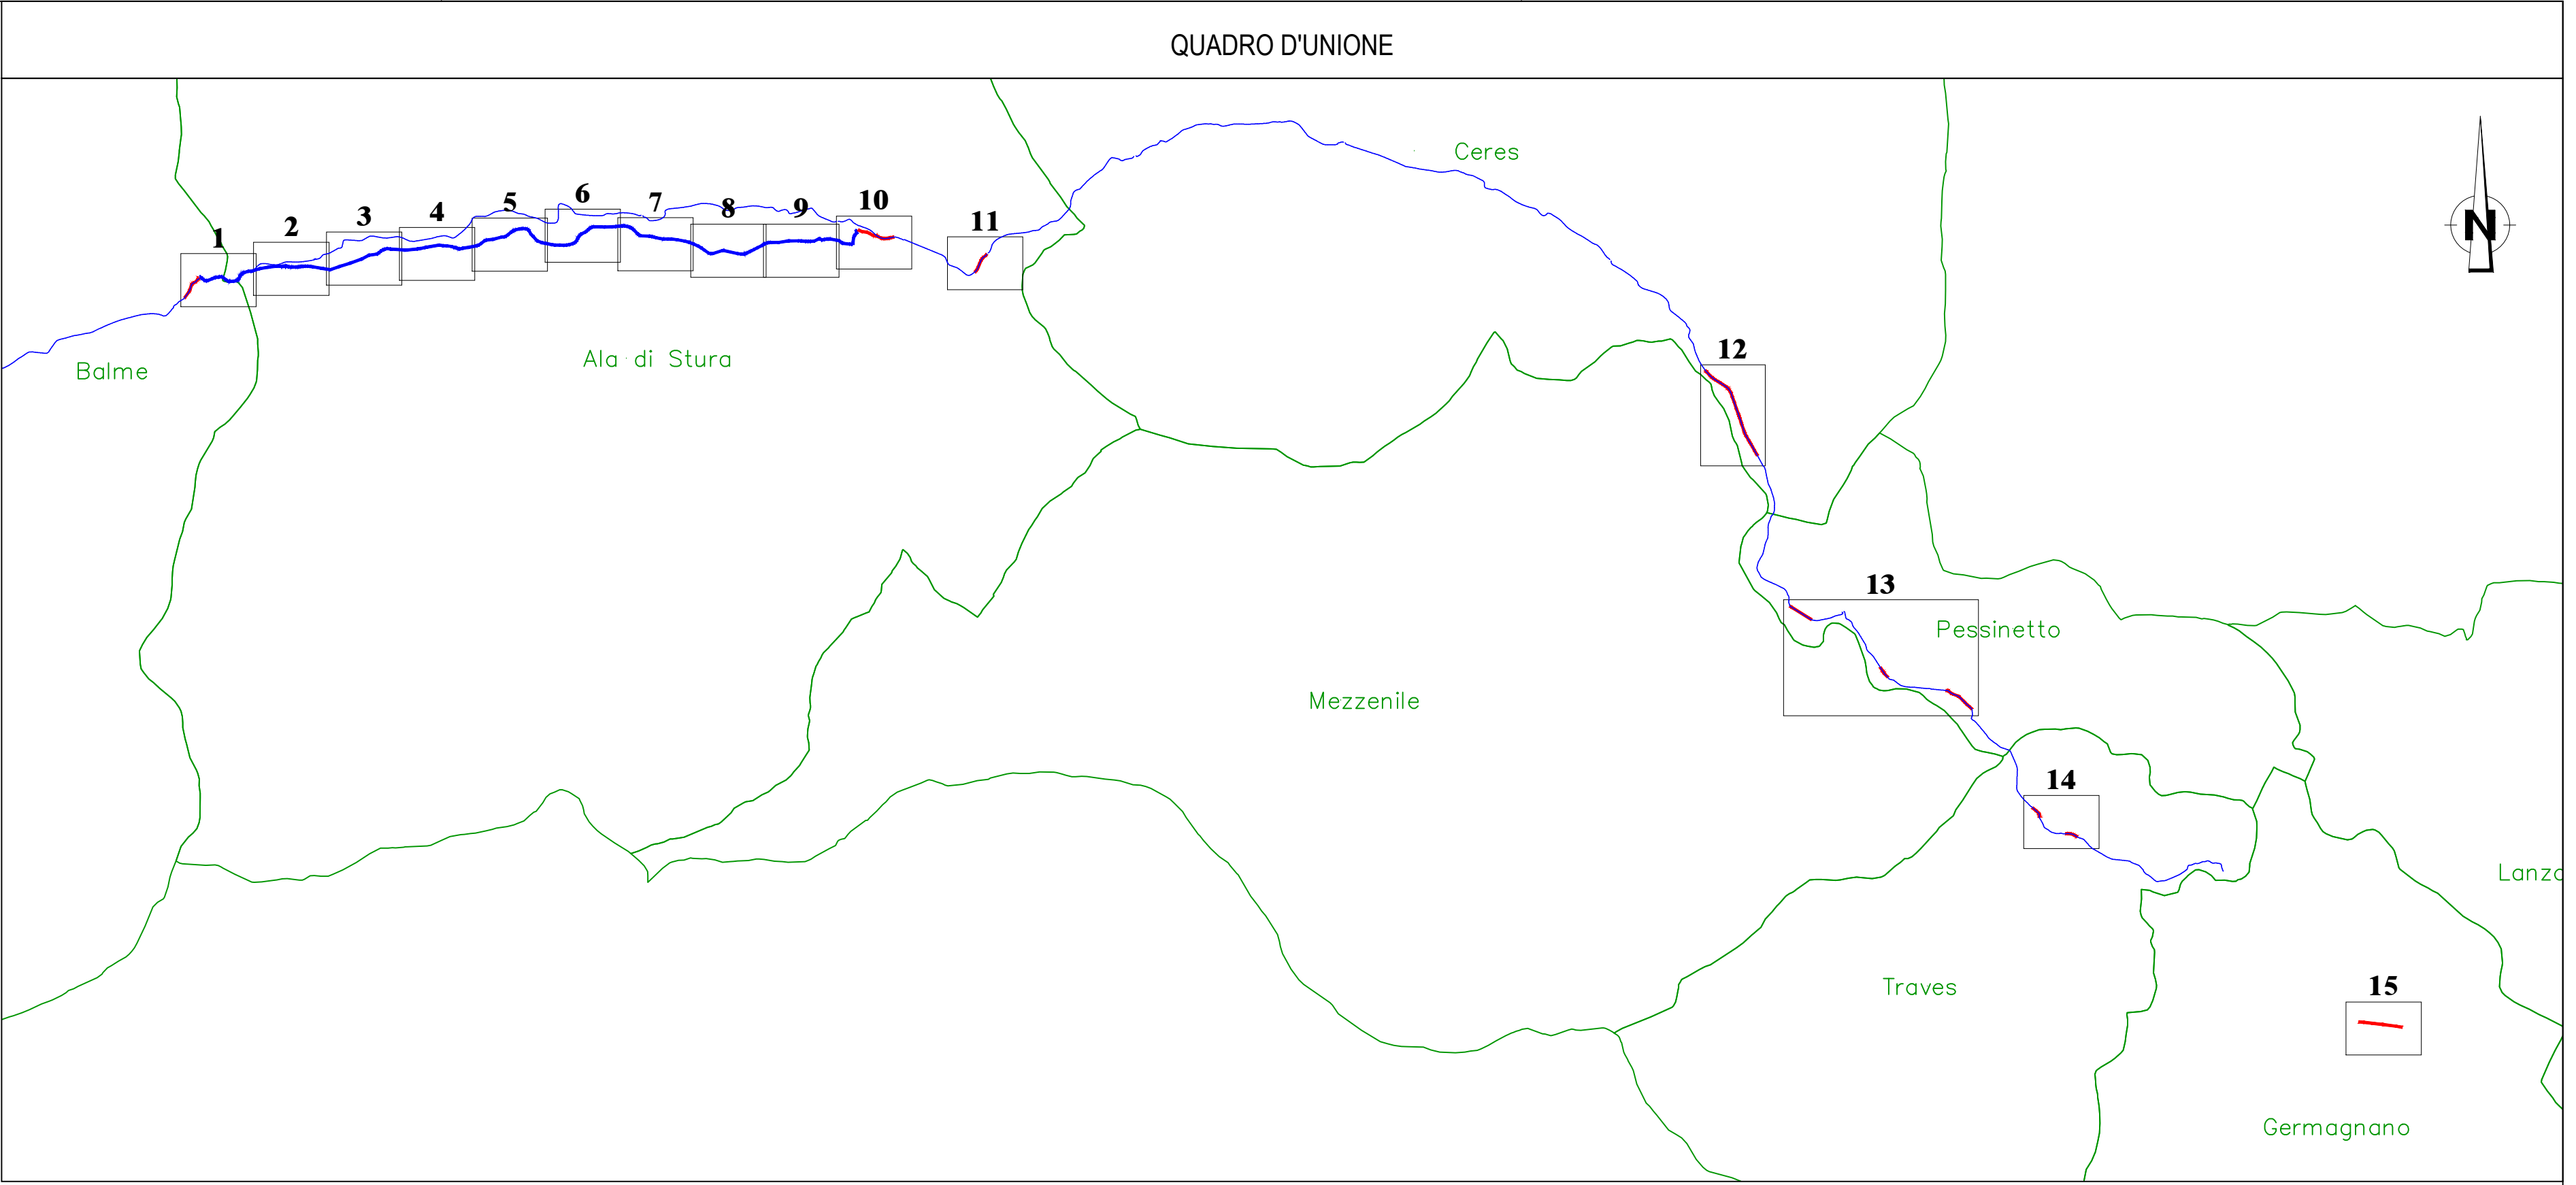 QUADRO D'UNIONE
Ceres
N
1
2
3
4
5
6
7
8
9
10
11
12
Balme
Ala di Stura
13
Pessinetto
Mezzenile
14
Lanzo
Traves
15
Germagnano